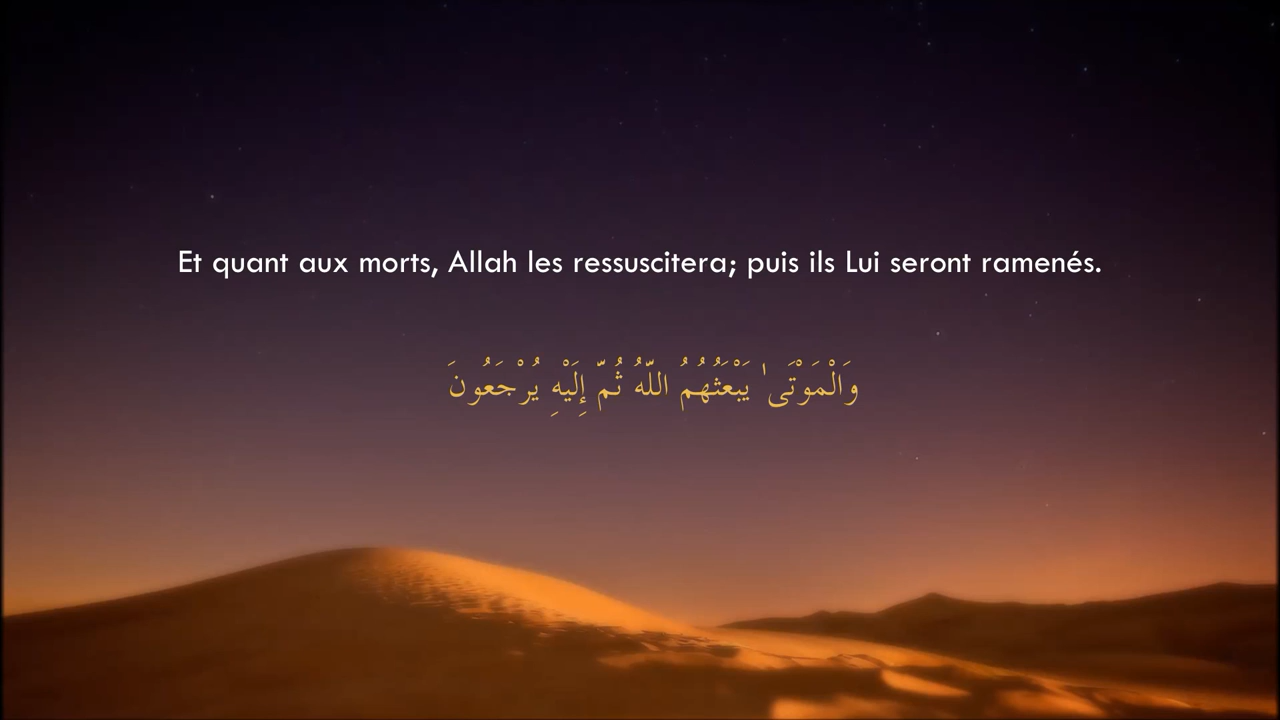 Et quant aux morts, Allah les ressuscitera; puis ils Lui seront ramenés.
وَالْمَوْتَىٰ يَبْعَثُهُمُ اللّهُ ثُمَّ إِلَيْهِ يُرْجَعُونَ